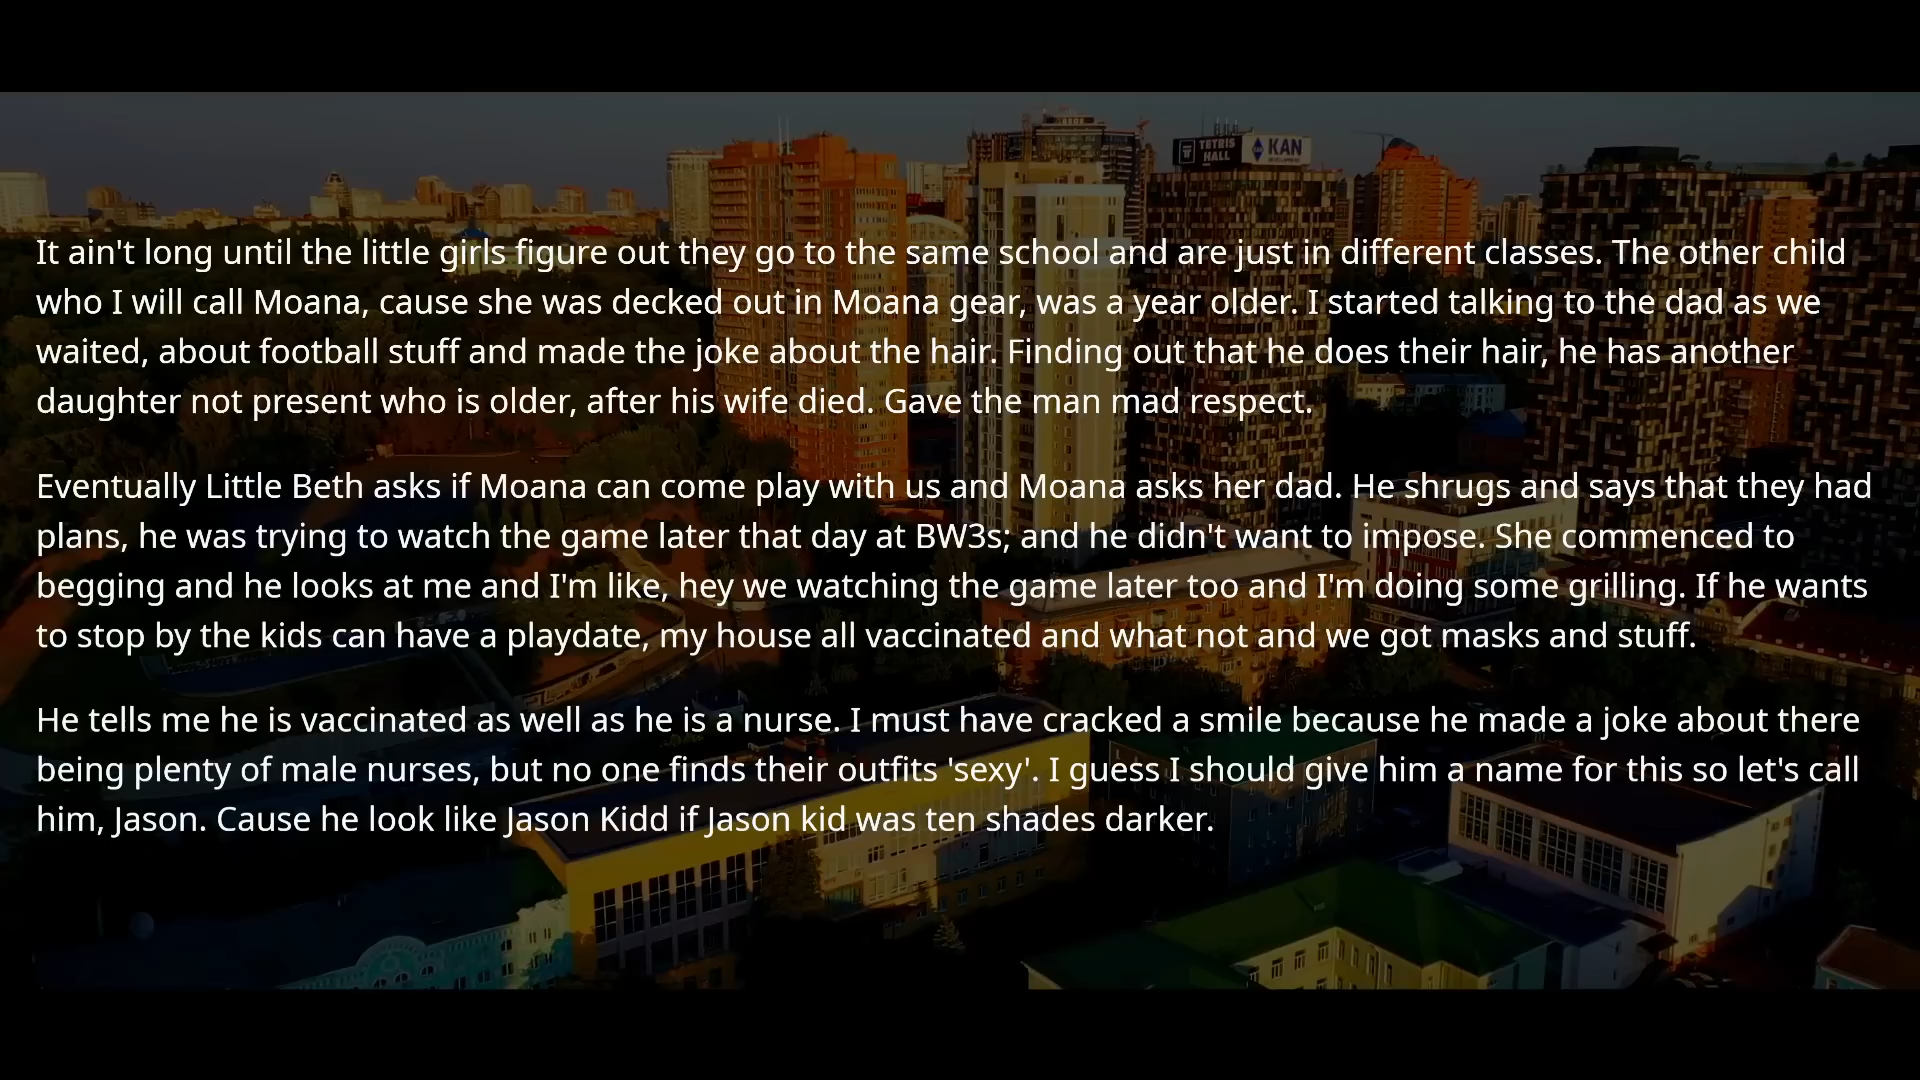 TETRIS
HALL
KAN
DEVELOPMENT
It ain't long until the little girls figure out they go to the same school and are just in different classes. The other child
who I will call Moana, cause she was decked out in Moana gear, was a year older. I started talking to the dad as we
waited, about football stuff and made the joke about the hair. Finding out that he does their hair, he has another
daughter not present who is older, after his wife died. Gave the man mad respect.
Eventually Little Beth asks if Moana can come play with us and Moana asks her dad. He shrugs and says that they had
plans, he was trying to watch the game later that day at BW3s; and he didn't want to impose. She commenced to
begging and he looks at me and I'm like, hey we watching the game later too and I'm doing some grilling. If he wants
to stop by the kids can have a playdate, my house all vaccinated and what not and we got masks and stuff.
He tells me he is vaccinated as well as he is a nurse. I must have cracked a smile because he made a joke about there
being plenty of male nurses, but no one finds their outfits 'sexy'. I guess I should give him a name for this so let's call
him, Jason. Cause he look like Jason Kidd if Jason kid was ten shades darker.